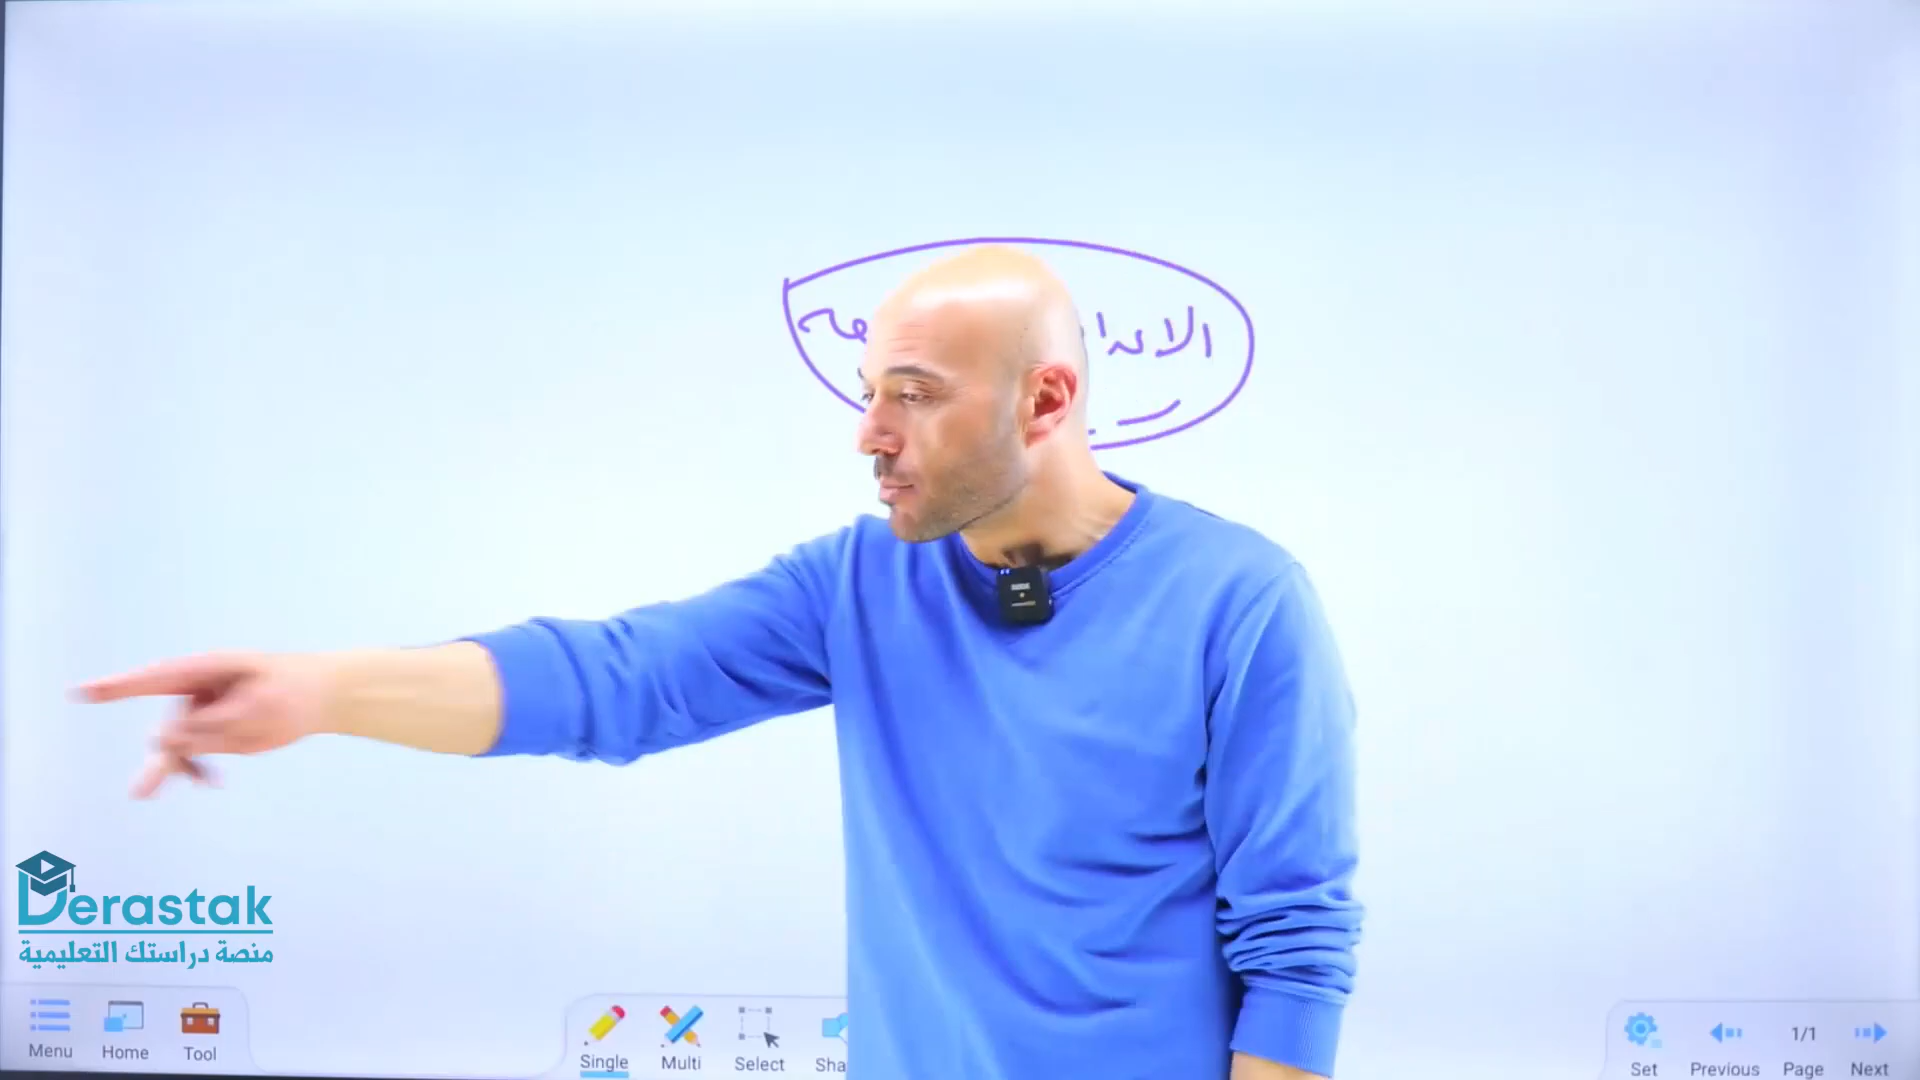 Derastak
منصة دراستك التعليمية
Menu
Home
Tool
Single
Multi
Select
Set
Previous
1/1
Page
Next